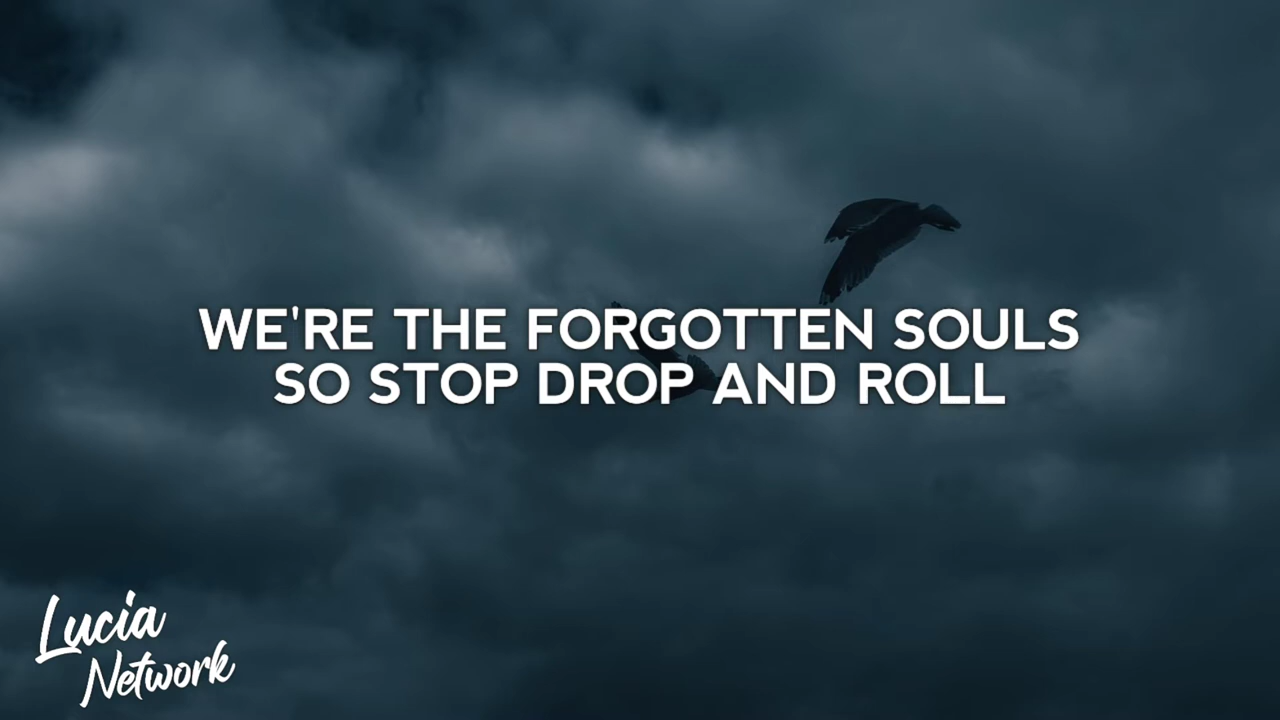 WE'RE THE FORGOTTEN SOULS
SO STOP DROP AND ROLL
Lucia
Network